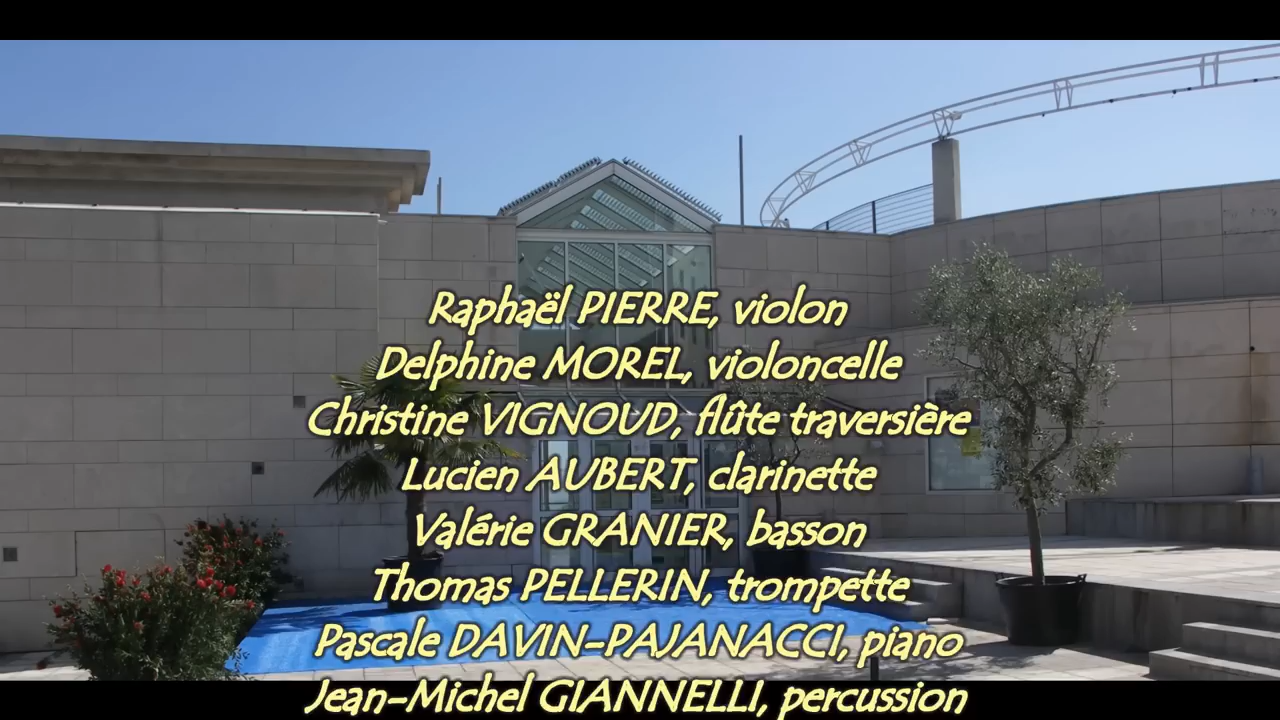 Raphaël PIERRE, violon
Delphine MOREL, violoncelle
Christine VIGNOUD, flûte traversière
Lucien AUBERT, clarinette
Valérie GRANIER, basson
Thomas PELLERIN, trompette
Pascale DAVIN-PAJANACCI, piano
Jean-Michel GIANNELLI, percussion